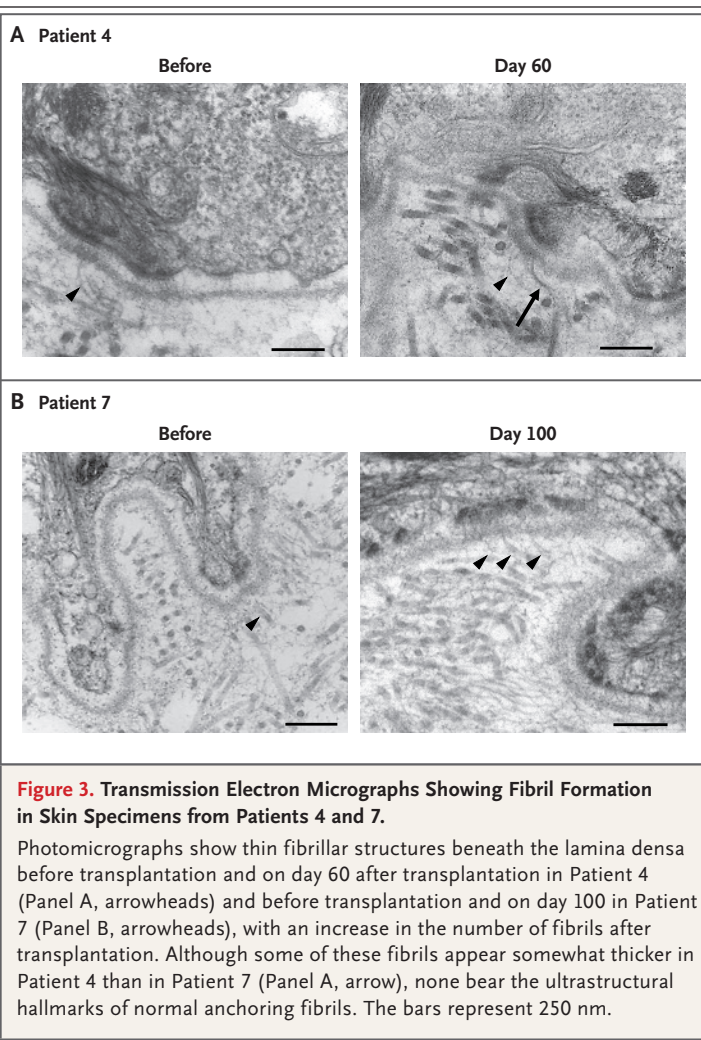 A Patient 4
Before
Day 60
B Patient 7
Before
Day 100
Figure 3. Transmission Electron Micrographs Showing Fibril Formation
in Skin Specimens from Patients 4 and 7.
Photomicrographs show thin fibrillar structures beneath the lamina densa
before transplantation and on day 60 after transplantation in Patient 4
(Panel A, arrowheads) and before transplantation and on day 100 in Patient
7 (Panel B, arrowheads), with an increase in the number of fibrils after
transplantation. Although some of these fibrils appear somewhat thicker in
Patient 4 than in Patient 7 (Panel A, arrow), none bear the ultrastructural
hallmarks of normal anchoring fibrils. The bars represent 250 nm.